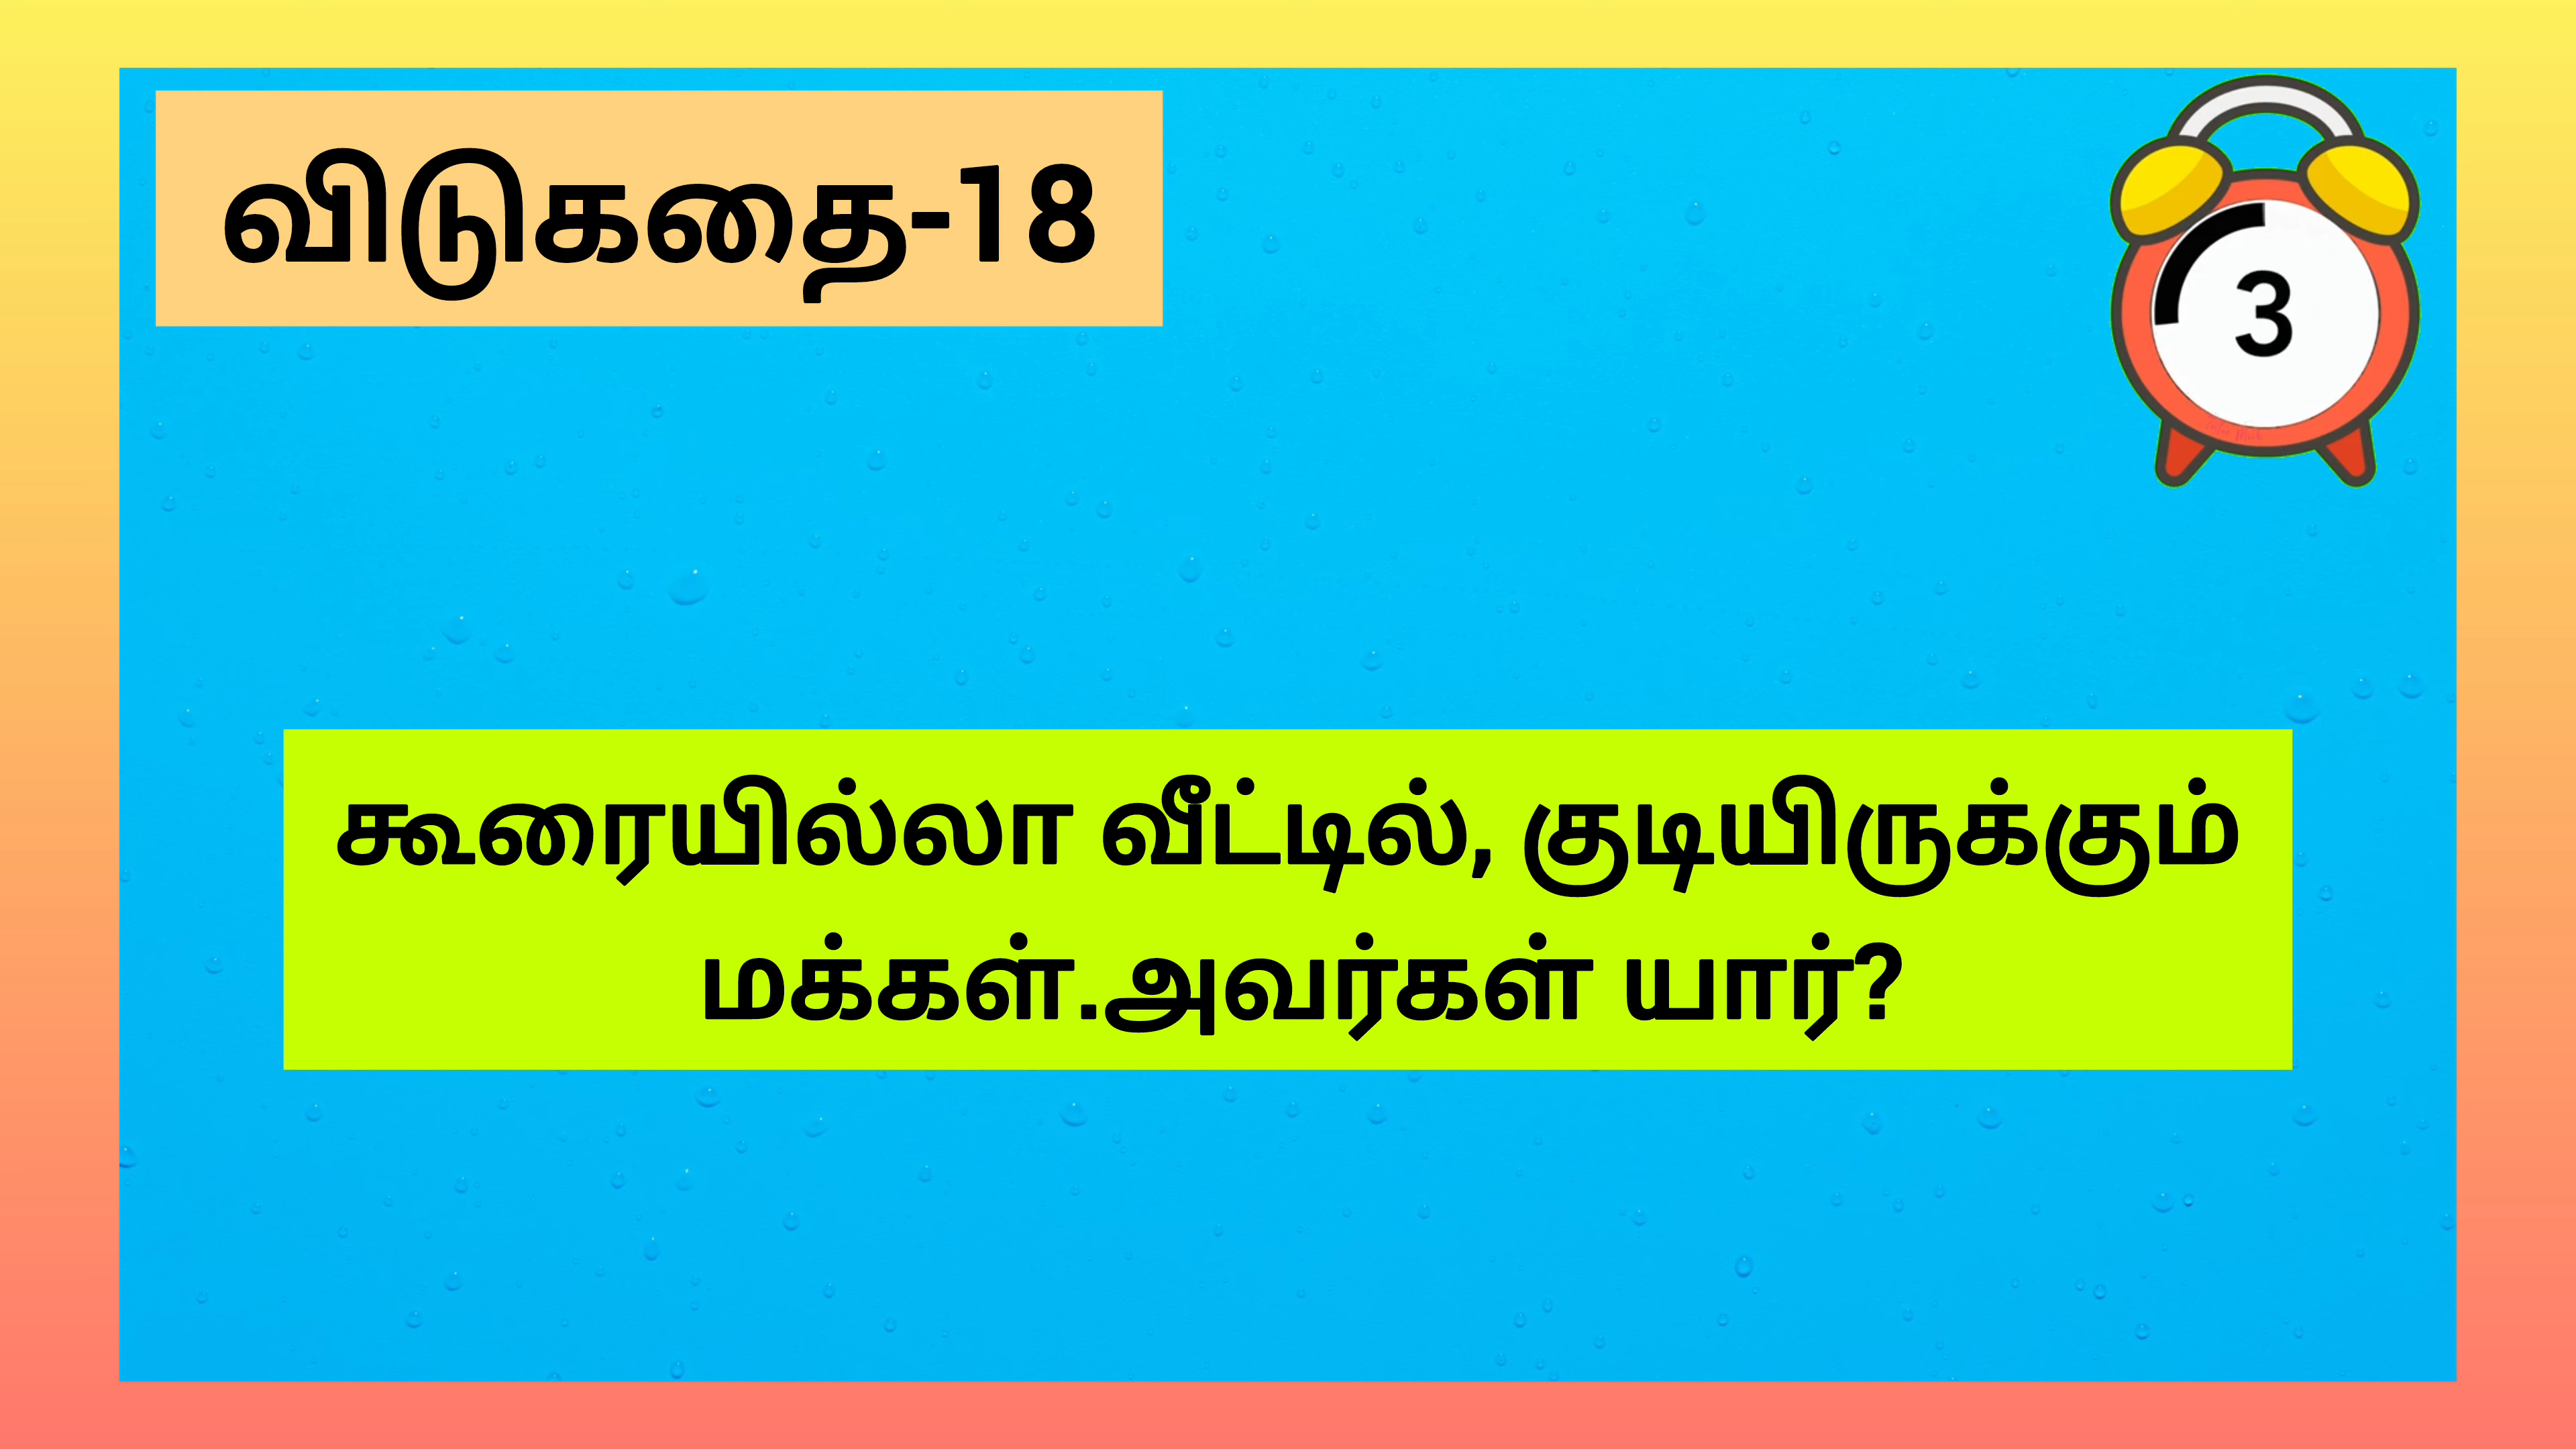 விடுகதை-18
3
கூரையில்லா வீட்டில், குடியிருக்கும்
மக்கள்.அவர்கள் யார்?